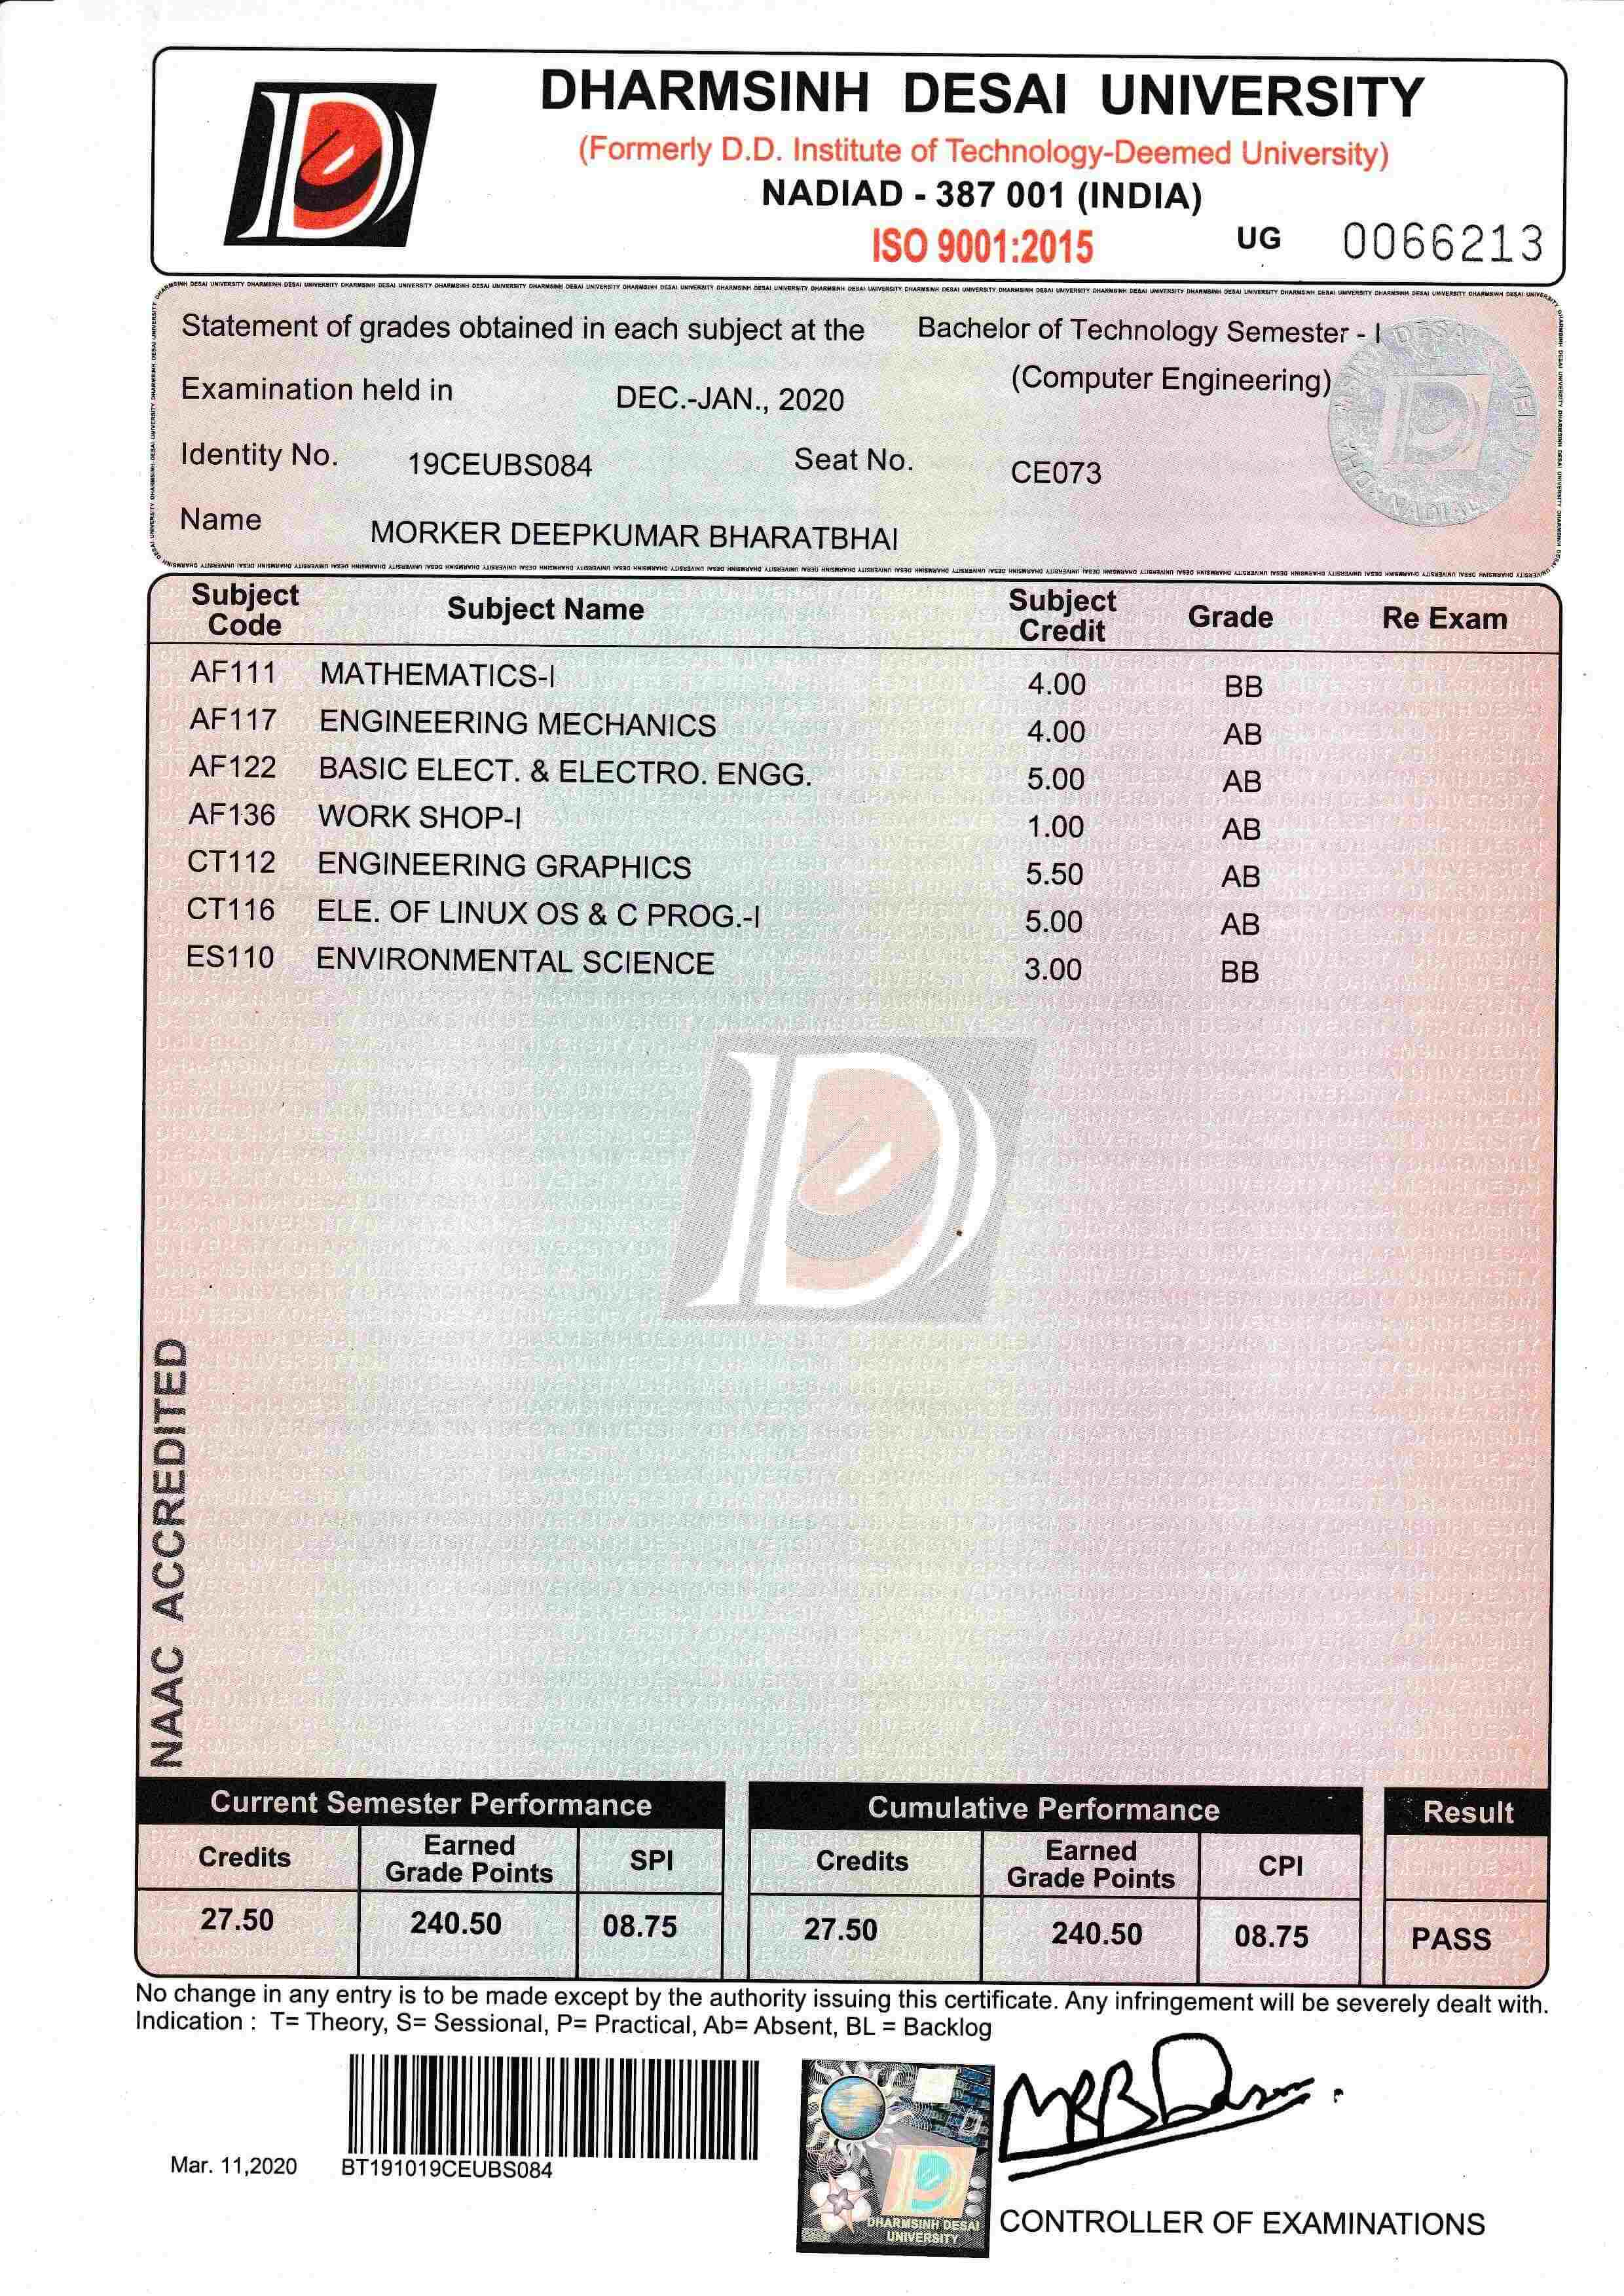 DHARMSINH DESAI UNIVERSITY
(Formerly D.D. Institute of Technology-Deemed University)
NADIAD - 387 001 (INDIA)
ISO 9001:2015 UG 0066213
Statement of grades obtained in each subject at the Bachelor of Technology Semester - I
(Computer Engineering)
Examination held in DEC.-JAN., 2020
Identity No. 19CEUBS084 Seat No. CE073
Name MORKER DEEPKUMAR BHARATBHAI
Subject Code Subject Name Subject Credit Grade Re Exam
AF111 MATHEMATICS-I 4.00 BB
AF117 ENGINEERING MECHANICS 4.00 AB
AF122 BASIC ELECT. & ELECTRO. ENGG. 5.00 AB
AF136 WORK SHOP-I 1.00 AB
CT112 ENGINEERING GRAPHICS 5.50 AB
CT116 ELE. OF LINUX OS & C PROG.-I 5.00 AB
ES110 ENVIRONMENTAL SCIENCE 3.00 BB
NAAC ACCREDITED
Current Semester Performance Cumulative Performance Result
Credits Earned Grade Points SPI Credits Earned Grade Points CPI
27.50 240.50 08.75 27.50 240.50 08.75 PASS
No change in any entry is to be made except by the authority issuing this certificate. Any infringement will be severely dealt with.
Indication : T= Theory, S= Sessional, P= Practical, Ab= Absent, BL = Backlog
Mar. 11,2020 BT191019CEUBS084
DHARMSINH DESAI
UNIVERSITY
CONTROLLER OF EXAMINATIONS